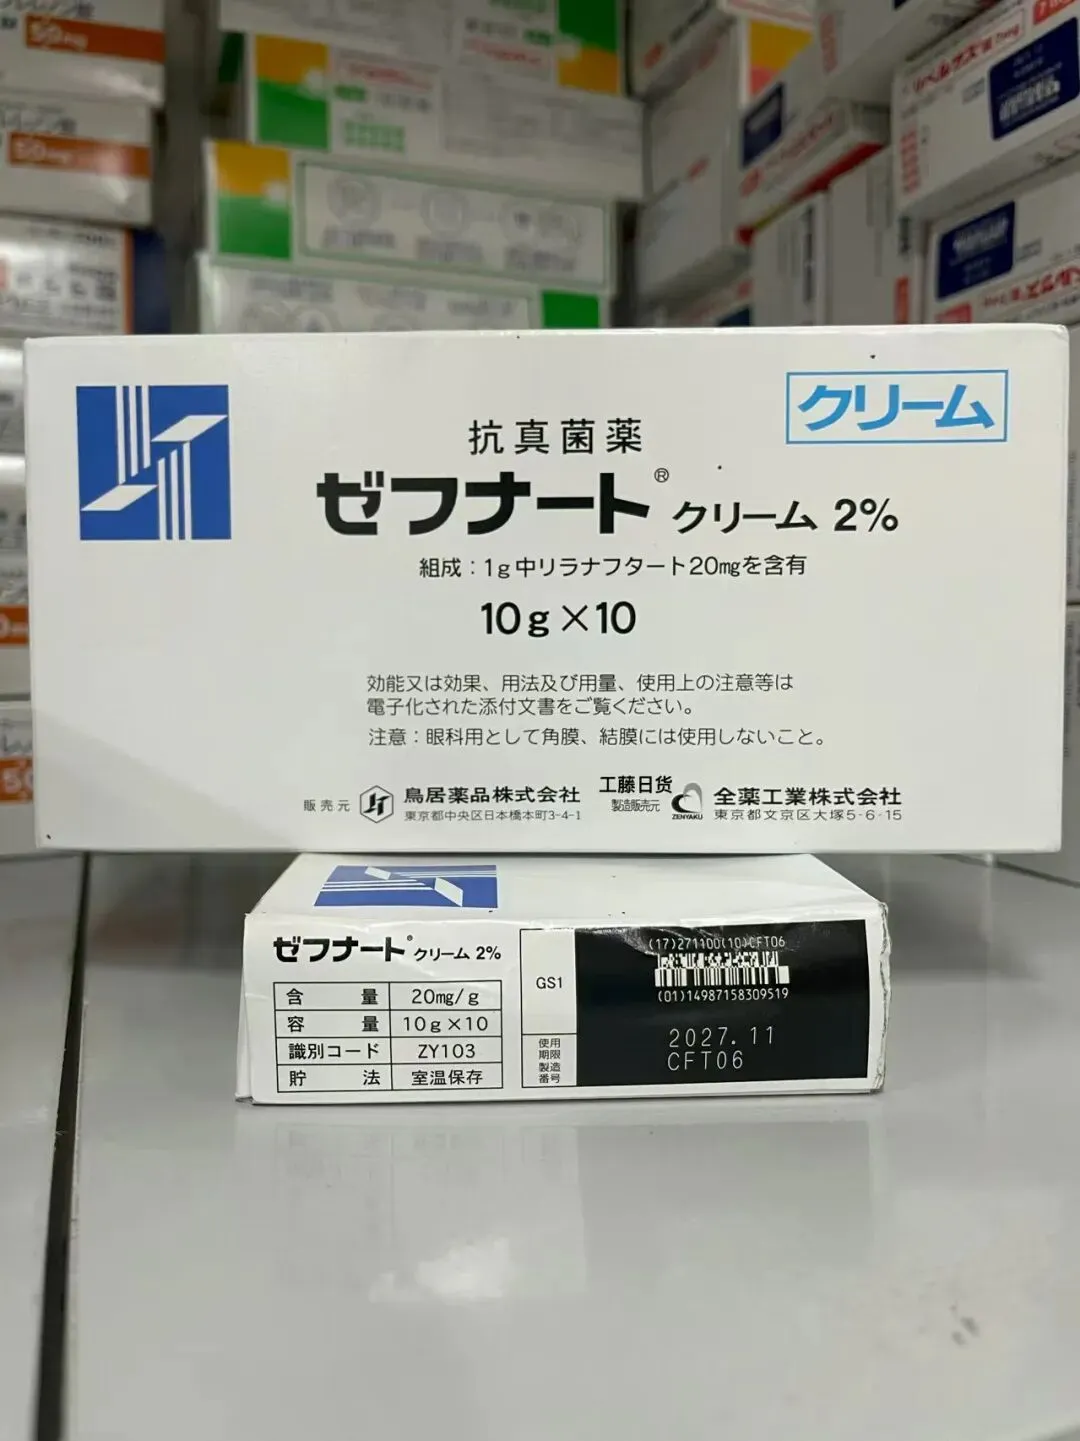 50mg
50mg
クリーム
抗真菌薬
ゼフナート® クリーム 2%
組成：1g中リラナフタート20mgを含有
10g×10
効能又は効果、用法及び用量、使用上の注意等は
電子化された添付文書をご覧ください。
注意：眼科用として角膜、結膜には使用しないこと。
販売元 鳥居薬品株式会社
東京都中央区日本橋本町3-4-1
工藤日货
製造販売元 ZENYAKU 全薬工業株式会社
東京都文京区大塚5-6-15
ゼフナート® クリーム 2%
含量 20mg/g
容量 10g×10
識別コード ZY103
貯法 室温保存
GS1
使用
期限
製造
番号
(17)271100(10)CFT06
(01)14987158309519
2027.11
CFT06